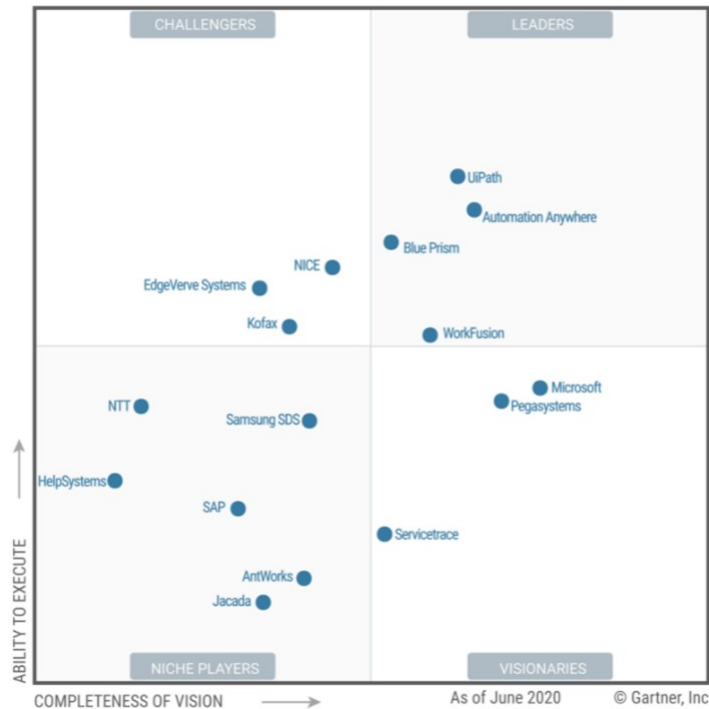 CHALLENGERS
LEADERS
UiPath
Automation Anywhere
Blue Prism
NICE
EdgeVerve Systems
Kofax
WorkFusion
Microsoft
Pegasystems
NTT
Samsung SDS
HelpSystems
SAP
Servicetrace
AntWorks
Jacada
NICHE PLAYERS
VISIONARIES
ABILITY TO EXECUTE
COMPLETENESS OF VISION
As of June 2020
© Gartner, Inc